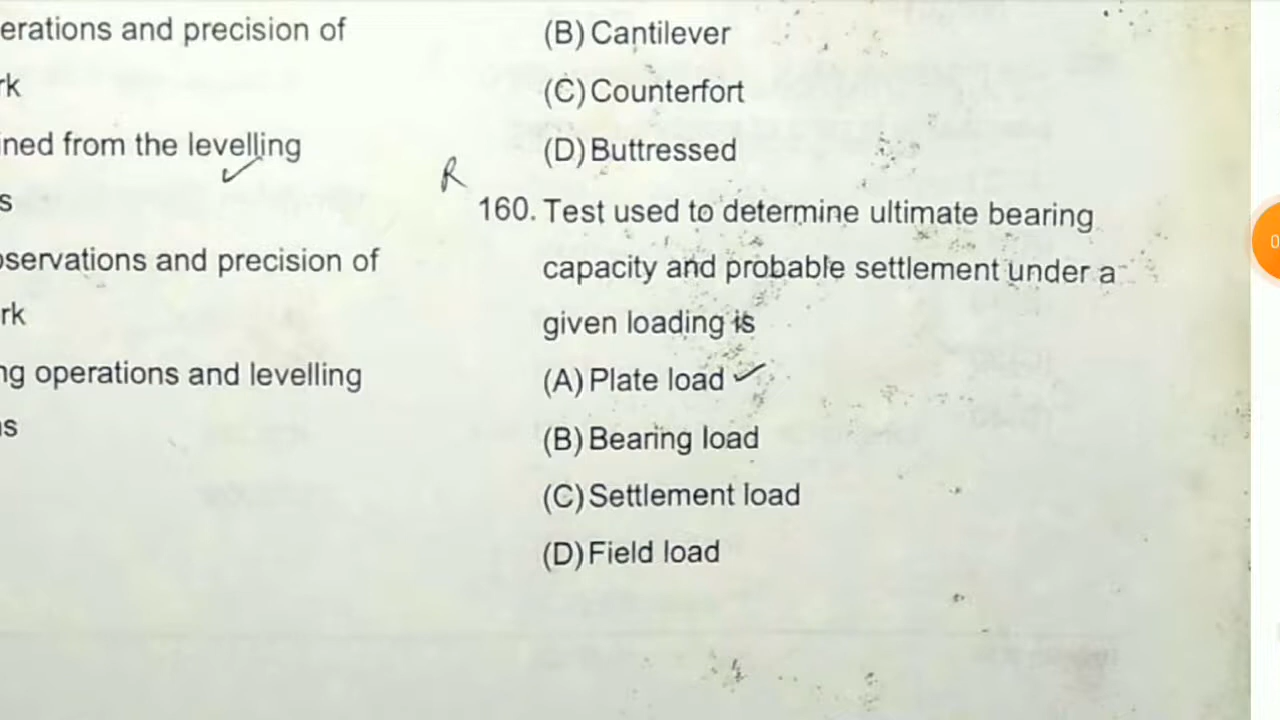 erations and precision of
rk
ined from the levelling
s
servations and precision of
rk
ng operations and levelling
s
(B) Cantilever
(C) Counterfort
(D) Buttressed
R
160. Test used to determine ultimate bearing
capacity and probable settlement under a
given loading is
(A) Plate load
(B) Bearing load
(C) Settlement load
(D) Field load
0